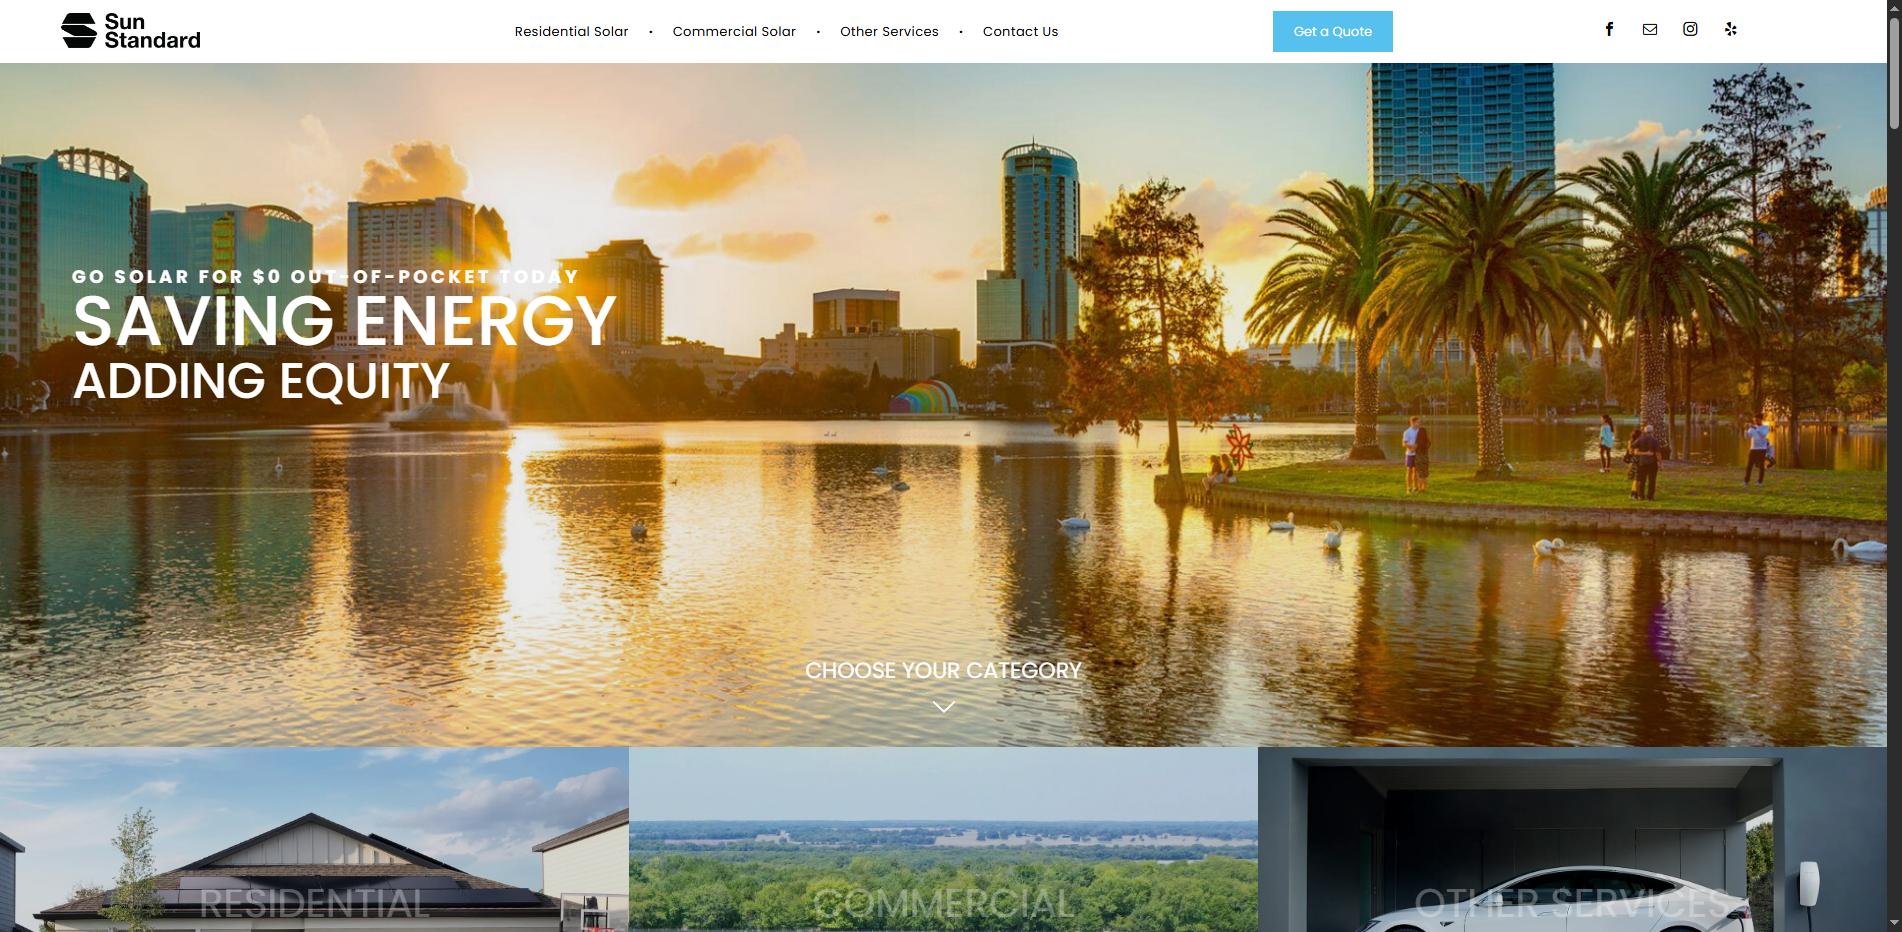 Sun
Standard
Residential Solar · Commercial Solar · Other Services · Contact Us
Get a Quote
GO SOLAR FOR $0 OUT-OF-POCKET TODAY
SAVING ENERGY
ADDING EQUITY
CHOOSE YOUR CATEGORY
RESIDENTIAL
COMMERCIAL
OTHER SERVICES